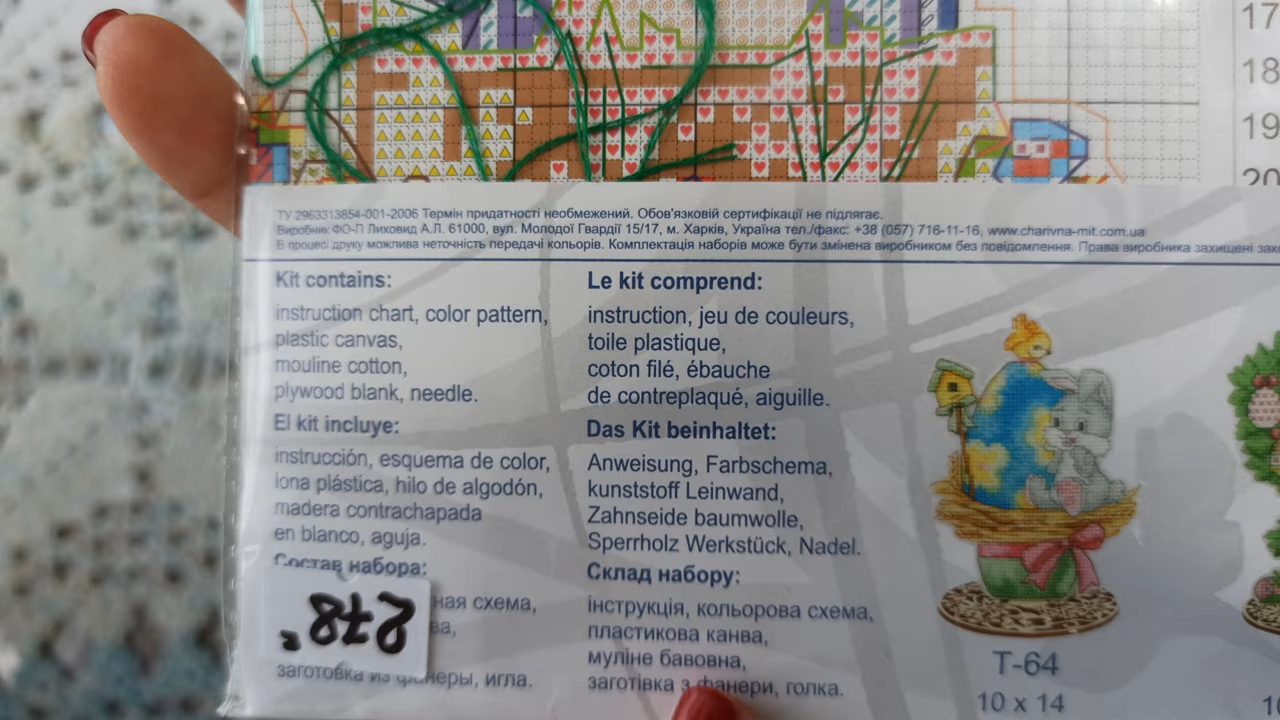 17
18
19
20
ТУ 2963313854-001-2006 Термін придатності необмежений. Обов'язковій сертифікації не підлягає.
Виробник ФО-П Лиховид А.Л. 61000, вул. Молодої Гвардії 15/17, м. Харків, Україна тел./факс: +38 (057) 716-11-16, www.charivna-mit.com.ua
В процесі друку можлива неточність передачі кольорів. Комплектація наборів може бути змінена виробником без повідомлення. Права виробника захищені
Kit contains:
instruction chart, color pattern,
plastic canvas,
mouline cotton,
plywood blank, needle.
Le kit comprend:
instruction, jeu de couleurs,
toile plastique,
coton filé, ébauche
de contreplaqué, aiguille.
El kit incluye:
instrucción, esquema de color,
lona plástica, hilo de algodón,
madera contrachapada
en blanco, aguja.
Das Kit beinhaltet:
Anweisung, Farbschema,
kunststoff Leinwand,
Zahnseide baumwolle,
Sperrholz Werkstück, Nadel.
Состав набора:
ная схема,
ва,
заготовка из фанеры, игла.
278
Склад набору:
інструкція, кольорова схема,
пластикова канва,
муліне бавовна,
заготівка з фанери, голка.
Т-64
10 x 14